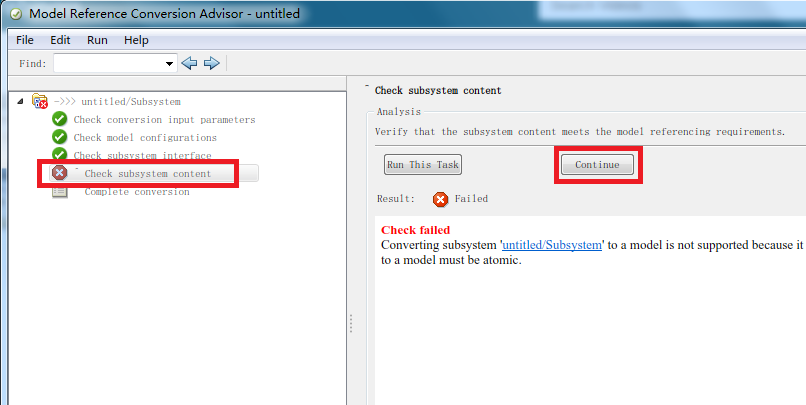 Model Reference Conversion Advisor - untitled
File Edit Run Help
Find:
->>> untitled/Subsystem
Check conversion input parameters
Check model configurations
Check subsystem interface
^ Check subsystem content
Complete conversion
^ Check subsystem content
Analysis
Verify that the subsystem content meets the model referencing requirements.
Run This Task
Continue
Result: Failed
Check failed
Converting subsystem 'untitled/Subsystem' to a model is not supported because it
to a model must be atomic.